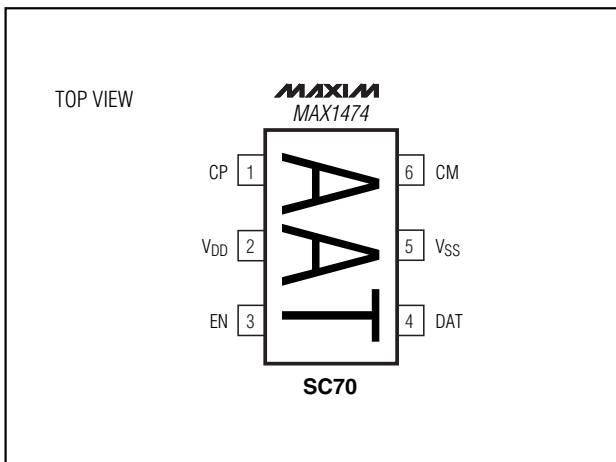 TOP VIEW
MAXIM
MAX1474
CP 1 6 CM
VDD 2 5 VSS
EN 3 4 DAT
AAT
SC70